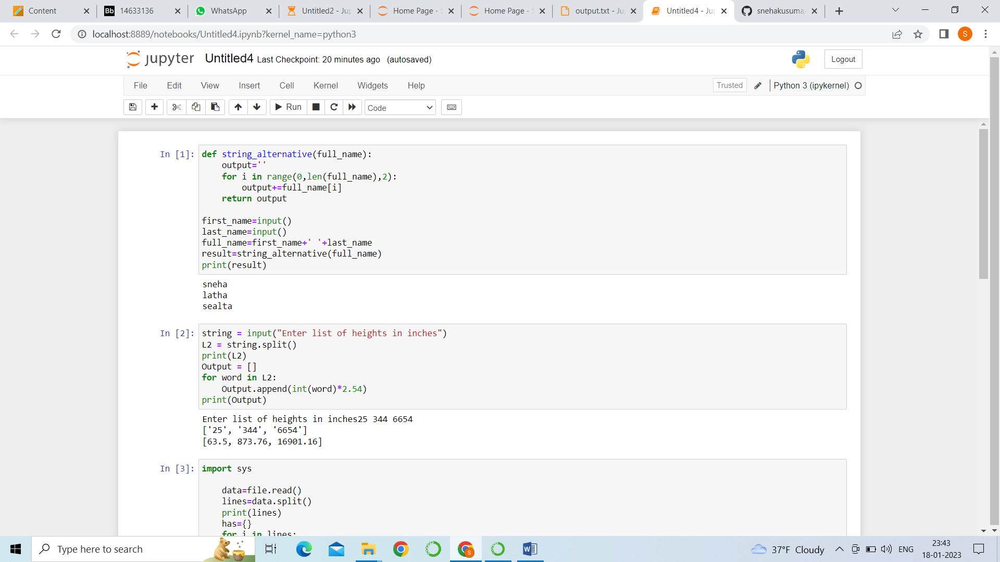 Content
14633136
WhatsApp
Untitled2 - Jup
Home Page - S
Home Page - S
output.txt - Ju
Untitled4 - Jup
snehakusuma/
localhost:8889/notebooks/Untitled4.ipynb?kernel_name=python3
S
jupyter Untitled4 Last Checkpoint: 20 minutes ago (autosaved)
Logout
File Edit View Insert Cell Kernel Widgets Help
Trusted
Python 3 (ipykernel)
Run
Code
In [1]:
def string_alternative(full_name):
    output=''
    for i in range(0,len(full_name),2):
        output+=full_name[i]
    return output
first_name=input()
last_name=input()
full_name=first_name+' '+last_name
result=string_alternative(full_name)
print(result)
sneha
latha
sealta
In [2]:
string = input("Enter list of heights in inches")
L2 = string.split()
print(L2)
Output = []
for word in L2:
    Output.append(int(word)*2.54)
print(Output)
Enter list of heights in inches25 344 6654
['25', '344', '6654']
[63.5, 873.76, 16901.16]
In [3]:
import sys
    data=file.read()
    lines=data.split()
    print(lines)
    has={}
    for i in lines:
Type here to search
37°F Cloudy
ENG
23:43
18-01-2023